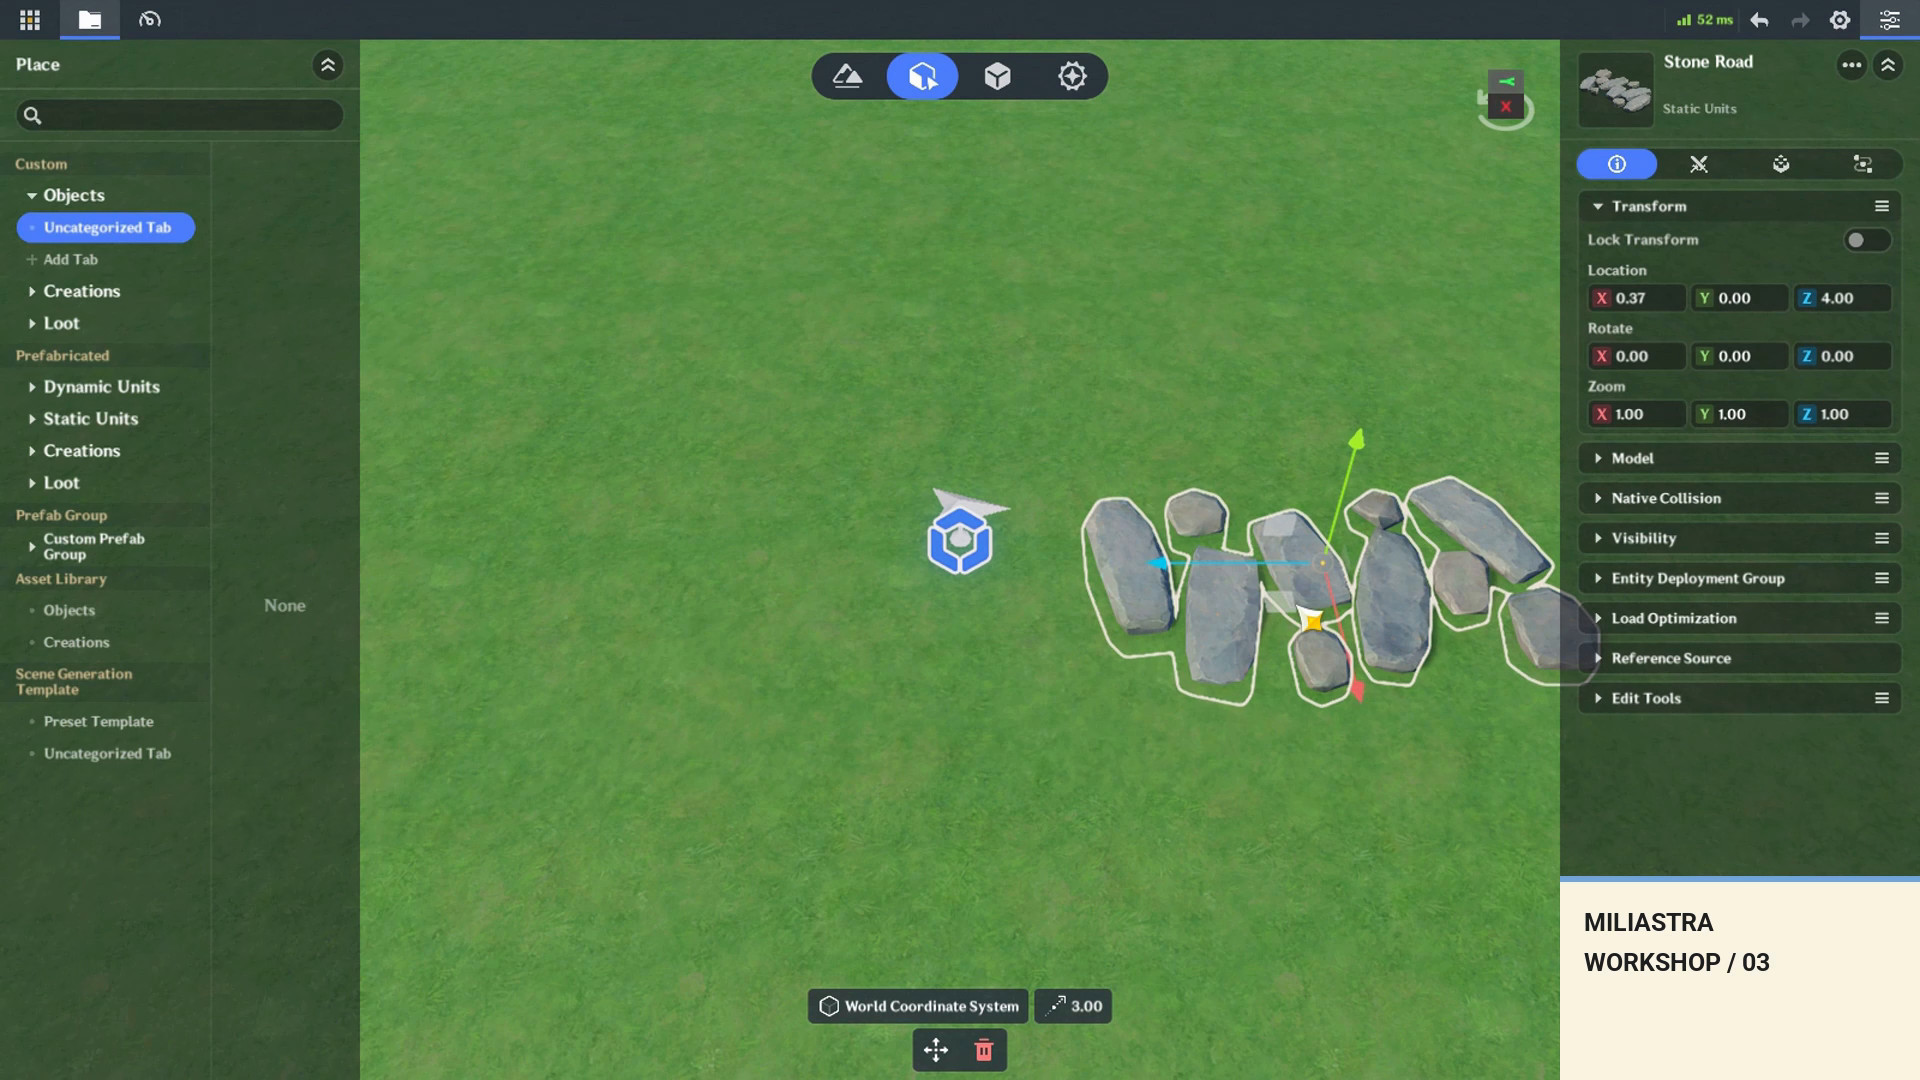 52 ms
Place
Custom
Objects
Uncategorized Tab
Add Tab
Creations
Loot
Prefabricated
Dynamic Units
Static Units
Creations
Loot
Prefab Group
Custom Prefab
Group
Asset Library
Objects
Creations
Scene Generation
Template
Preset Template
Uncategorized Tab
None
X
World Coordinate System
3.00
Stone Road
Static Units
Transform
Lock Transform
Location
X 0.37 Y 0.00 Z 4.00
Rotate
X 0.00 Y 0.00 Z 0.00
Zoom
X 1.00 Y 1.00 Z 1.00
Model
Native Collision
Visibility
Entity Deployment Group
Load Optimization
Reference Source
Edit Tools
MILIASTRA
WORKSHOP / 03